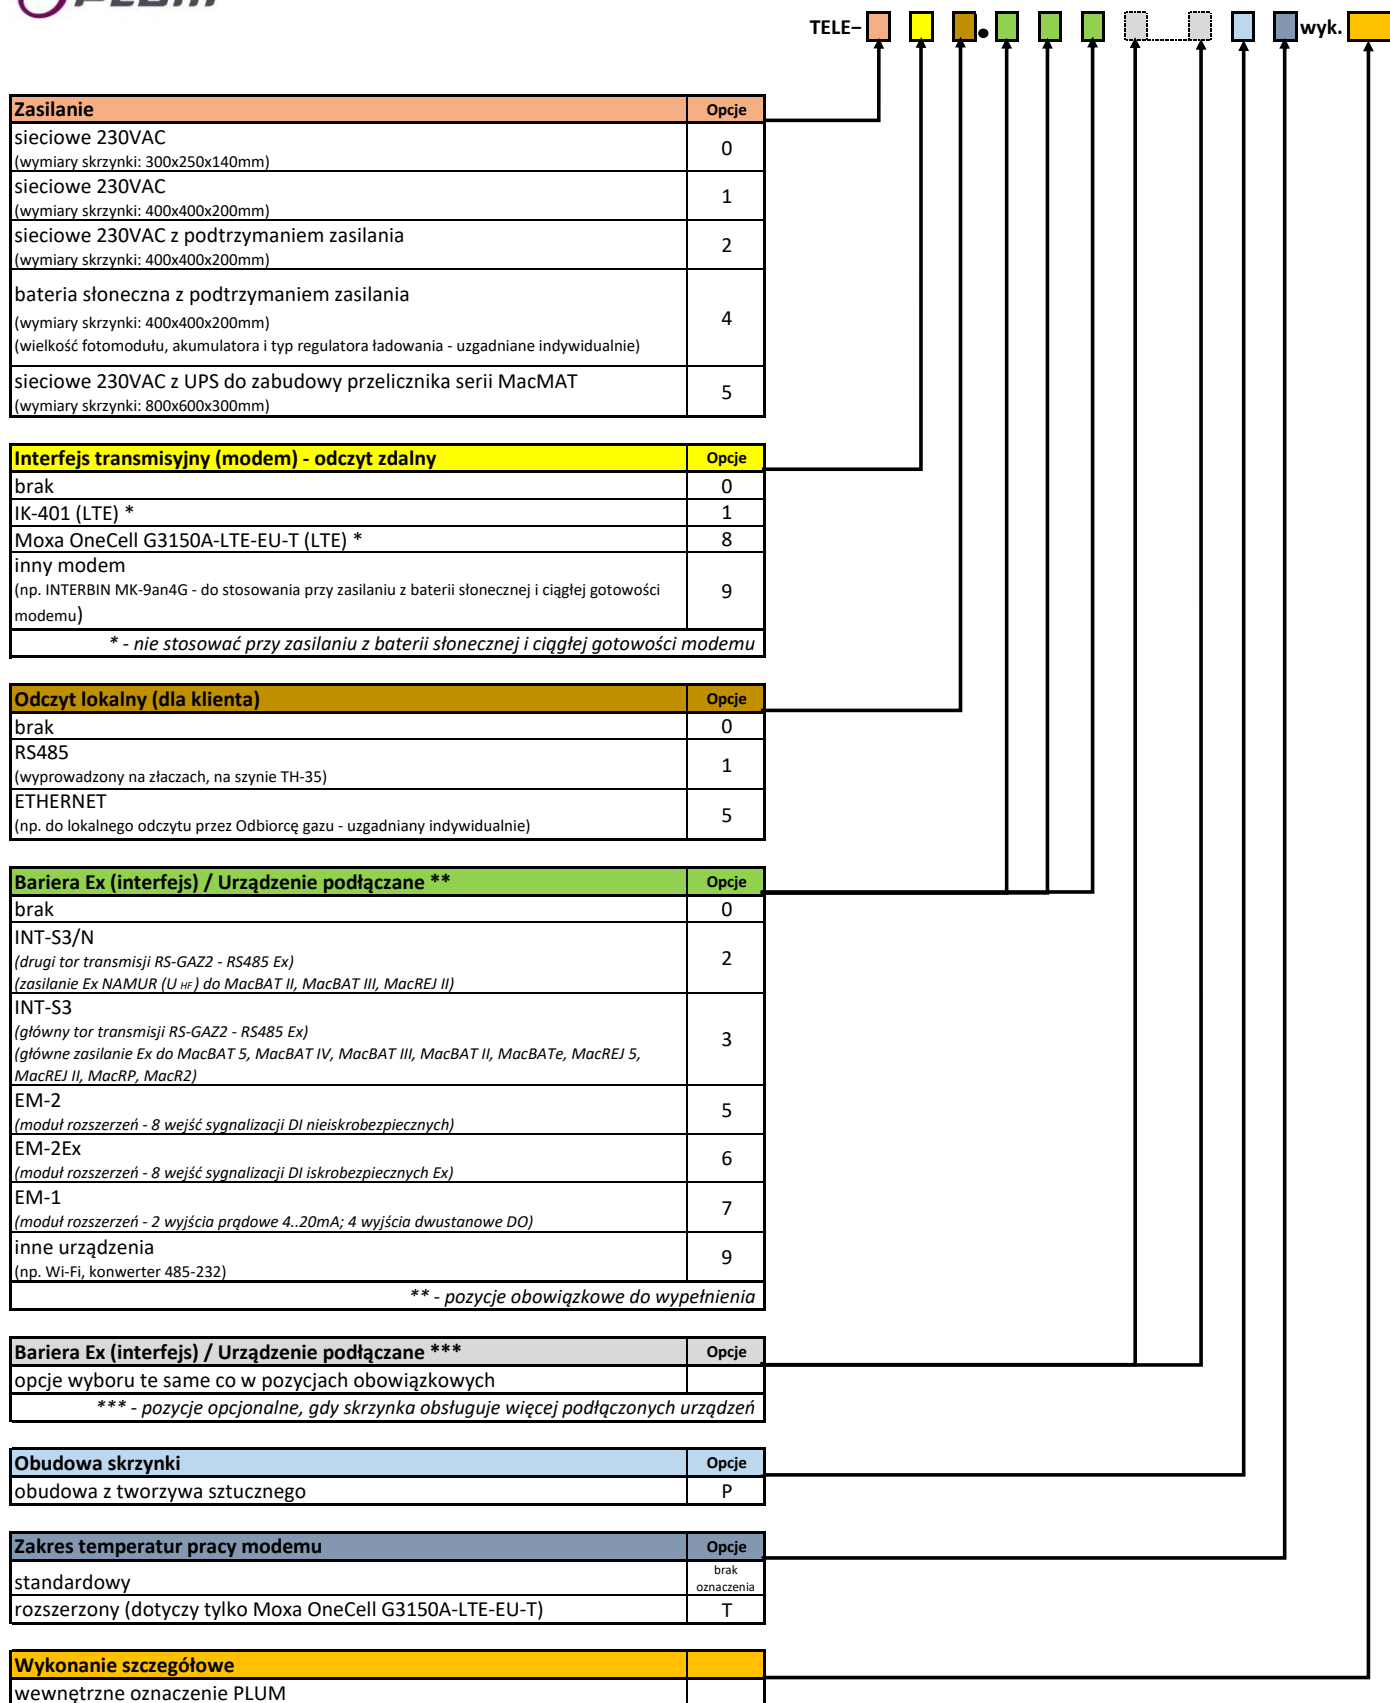 PLUM
TELE– . wyk.
Zasilanie Opcje
sieciowe 230VAC
(wymiary skrzynki: 300x250x140mm) 0
sieciowe 230VAC
(wymiary skrzynki: 400x400x200mm) 1
sieciowe 230VAC z podtrzymaniem zasilania
(wymiary skrzynki: 400x400x200mm) 2
bateria słoneczna z podtrzymaniem zasilania
(wymiary skrzynki: 400x400x200mm) 4
(wielkość fotomodułu, akumulatora i typ regulatora ładowania - uzgadniane indywidualnie)
sieciowe 230VAC z UPS do zabudowy przelicznika serii MacMAT
(wymiary skrzynki: 800x600x300mm) 5
Interfejs transmisyjny (modem) - odczyt zdalny Opcje
brak 0
IK-401 (LTE) * 1
Moxa OneCell G3150A-LTE-EU-T (LTE) * 8
inny modem
(np. INTERBIN MK-9an4G - do stosowania przy zasilaniu z baterii słonecznej i ciągłej gotowości 9
modemu)
* - nie stosować przy zasilaniu z baterii słonecznej i ciągłej gotowości modemu
Odczyt lokalny (dla klienta) Opcje
brak 0
RS485
(wyprowadzony na złaczach, na szynie TH-35) 1
ETHERNET
(np. do lokalnego odczytu przez Odbiorcę gazu - uzgadniany indywidualnie) 5
Bariera Ex (interfejs) / Urządzenie podłączane ** Opcje
brak 0
INT-S3/N
(drugi tor transmisji RS-GAZ2 - RS485 Ex) 2
(zasilanie Ex NAMUR (U HF) do MacBAT II, MacBAT III, MacREJ II)
INT-S3
(główny tor transmisji RS-GAZ2 - RS485 Ex) 3
(główne zasilanie Ex do MacBAT 5, MacBAT IV, MacBAT III, MacBAT II, MacBATe, MacREJ 5,
MacREJ II, MacRP, MacR2)
EM-2
(moduł rozszerzeń - 8 wejść sygnalizacji DI nieiskrobezpiecznych) 5
EM-2Ex
(moduł rozszerzeń - 8 wejść sygnalizacji DI iskrobezpiecznych Ex) 6
EM-1
(moduł rozszerzeń - 2 wyjścia prądowe 4..20mA; 4 wyjścia dwustanowe DO) 7
inne urządzenia
(np. Wi-Fi, konwerter 485-232) 9
** - pozycje obowiązkowe do wypełnienia
Bariera Ex (interfejs) / Urządzenie podłączane *** Opcje
opcje wyboru te same co w pozycjach obowiązkowych
*** - pozycje opcjonalne, gdy skrzynka obsługuje więcej podłączonych urządzeń
Obudowa skrzynki Opcje
obudowa z tworzywa sztucznego P
Zakres temperatur pracy modemu Opcje
standardowy brak oznaczenia
rozszerzony (dotyczy tylko Moxa OneCell G3150A-LTE-EU-T) T
Wykonanie szczegółowe
wewnętrzne oznaczenie PLUM